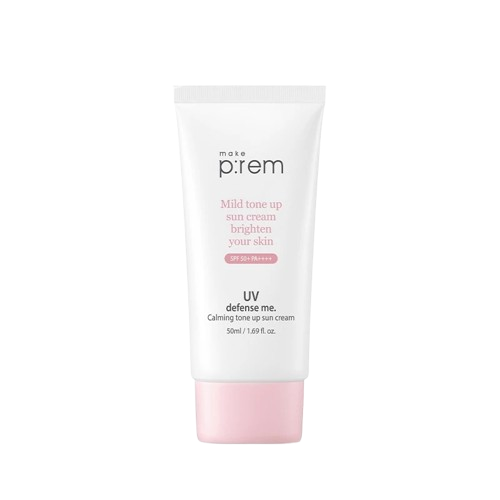 make
p:rem
Mild tone up
sun cream
brighten
your skin
SPF 50+ PA++++
UV
defense me.
Calming tone up sun cream
50ml / 1.69 fl. oz.